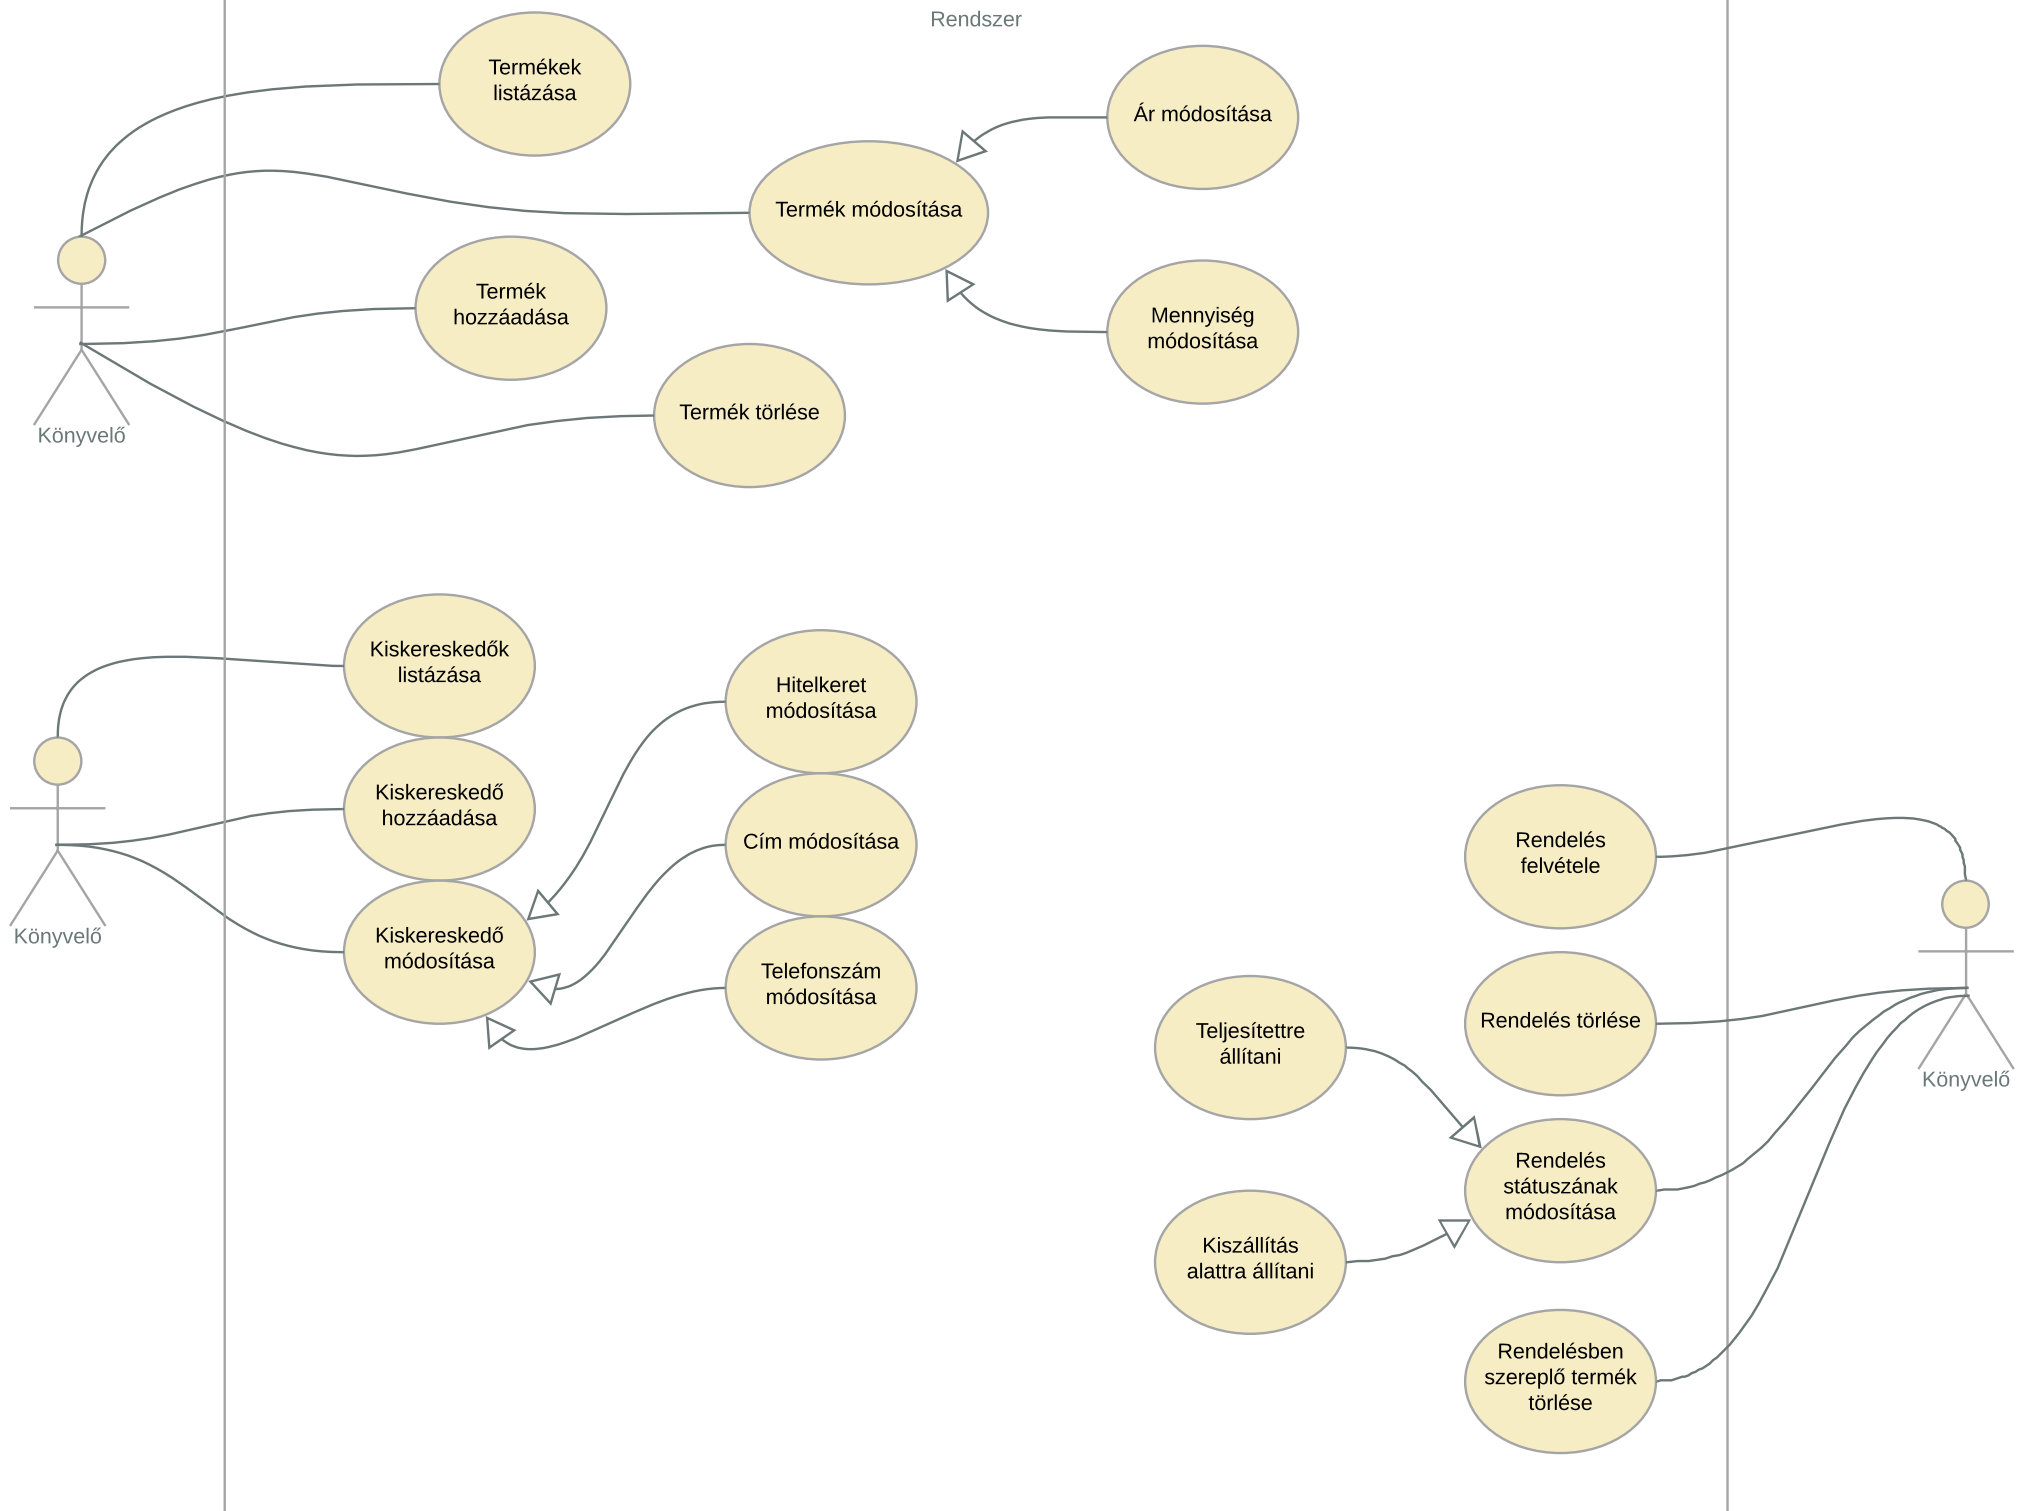 Rendszer
Termékek
listázása
Ár módosítása
Termék módosítása
Termék
hozzáadása
Mennyiség
módosítása
Termék törlése
Könyvelő
Kiskereskedők
listázása
Hitelkeret
módosítása
Kiskereskedő
hozzáadása
Cím módosítása
Kiskereskedő
módosítása
Telefonszám
módosítása
Könyvelő
Rendelés
felvétele
Rendelés törlése
Teljesítettre
állítani
Könyvelő
Rendelés
státuszának
módosítása
Kiszállítás
alattra állítani
Rendelésben
szereplő termék
törlése